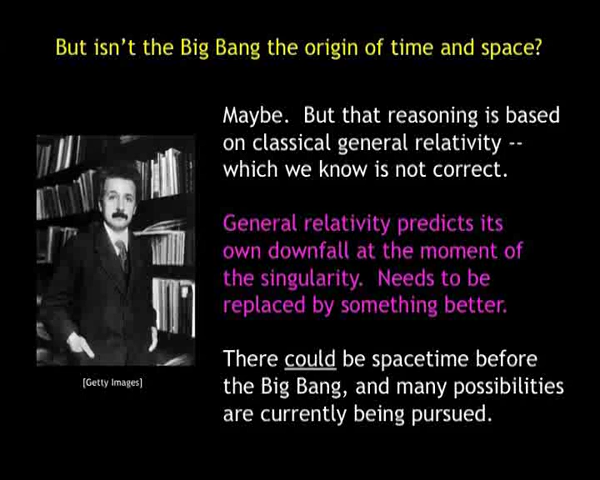 But isn't the Big Bang the origin of time and space?
Maybe.  But that reasoning is based
on classical general relativity --
which we know is not correct.
General relativity predicts its
own downfall at the moment of
the singularity.  Needs to be
replaced by something better.
There could be spacetime before
the Big Bang, and many possibilities
are currently being pursued.
[Getty Images]